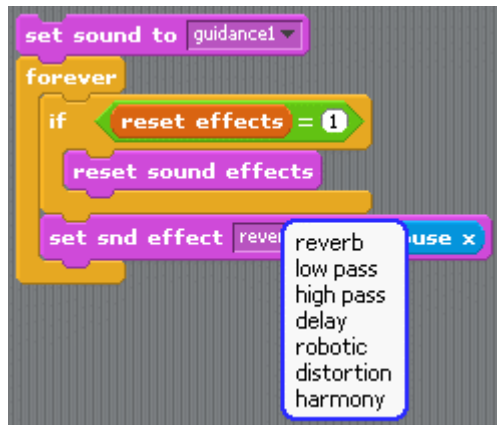 set sound to guidance1
forever
if reset effects = 1
reset sound effects
set snd effect
reverb
low pass
high pass
delay
robotic
distortion
harmony
x